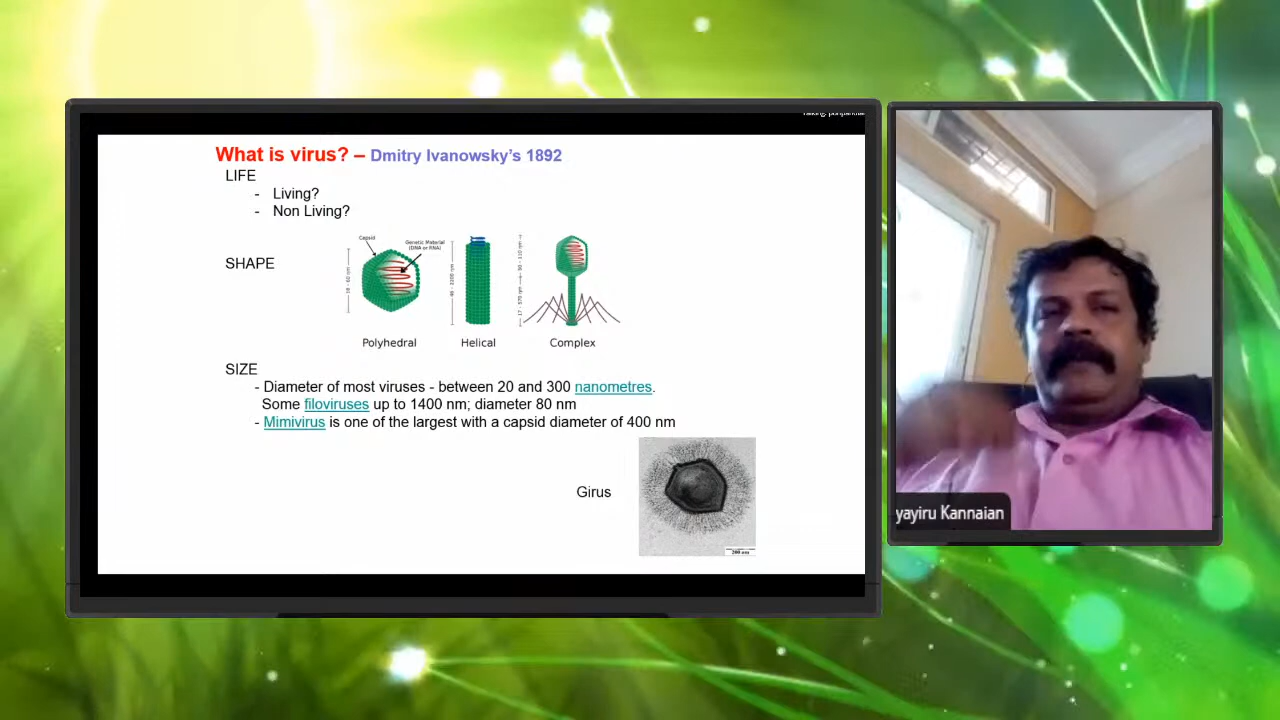 What is virus? – Dmitry Ivanowsky's 1892
LIFE
- Living?
- Non Living?
SHAPE
Capsid
Genetic Material
(DNA or RNA)
Polyhedral
Helical
Complex
SIZE
- Diameter of most viruses - between 20 and 300 nanometres.
Some filoviruses up to 1400 nm; diameter 80 nm
- Mimivirus is one of the largest with a capsid diameter of 400 nm
Girus
200 nm
yayiru Kannaian